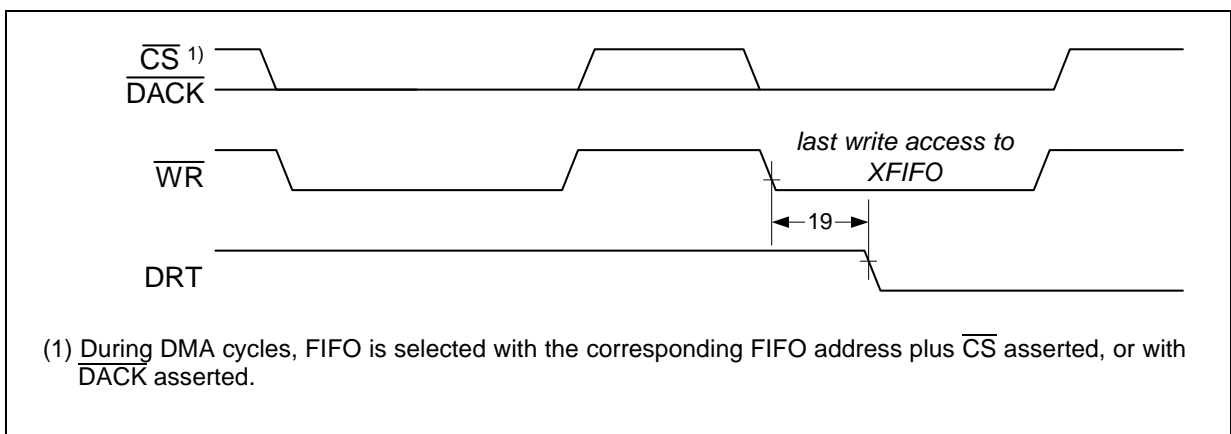 CS 1)
DACK
WR
last write access to
XFIFO
19
DRT
(1) During DMA cycles, FIFO is selected with the corresponding FIFO address plus CS asserted, or with
DACK asserted.